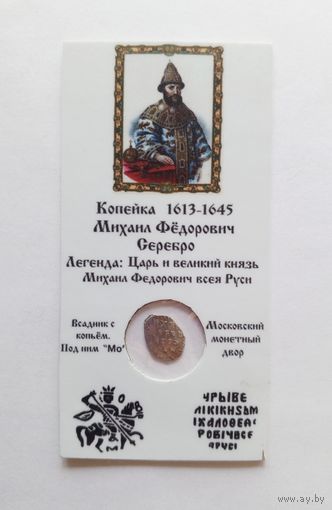 Копейка 1613-1645
Михаил Фёдорович
Серебро
Легенда: Царь и великий князь
Михаил Федорович всея Руси
Всадник с
копьём.
Под ним "Мо"
Московский
монетный
двор
www.ay.by